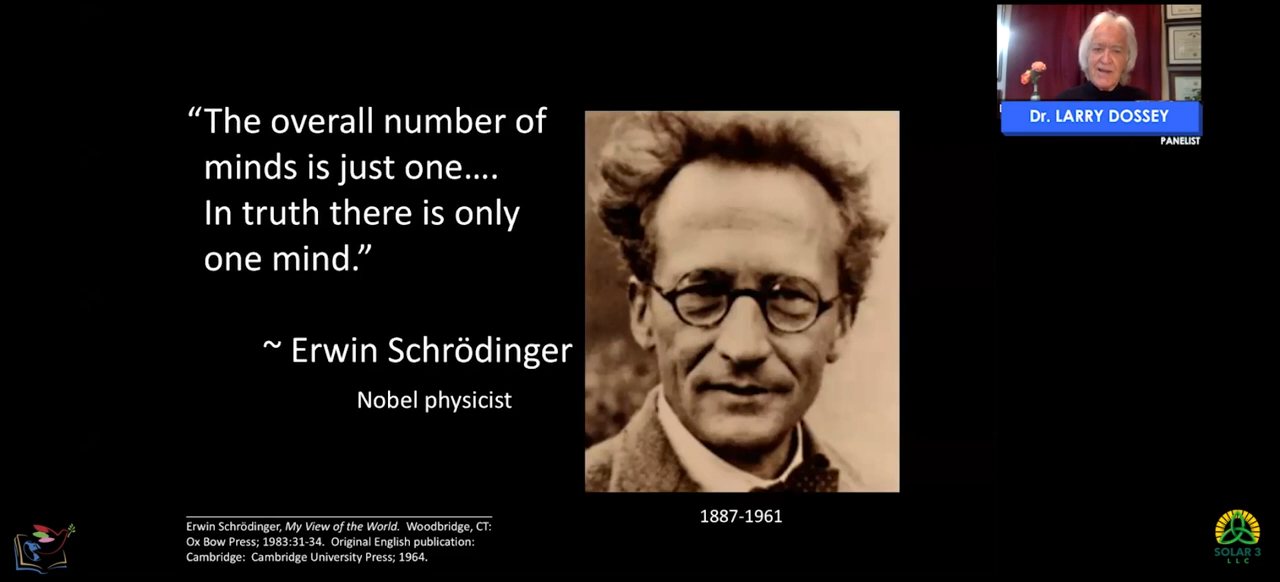 “The overall number of
minds is just one….
In truth there is only
one mind.”
~ Erwin Schrödinger
Nobel physicist
1887-1961
Erwin Schrödinger, My View of the World. Woodbridge, CT:
Ox Bow Press; 1983:31-34. Original English publication:
Cambridge: Cambridge University Press; 1964.
Dr. LARRY DOSSEY
PANELIST
SOLAR 3
LLC